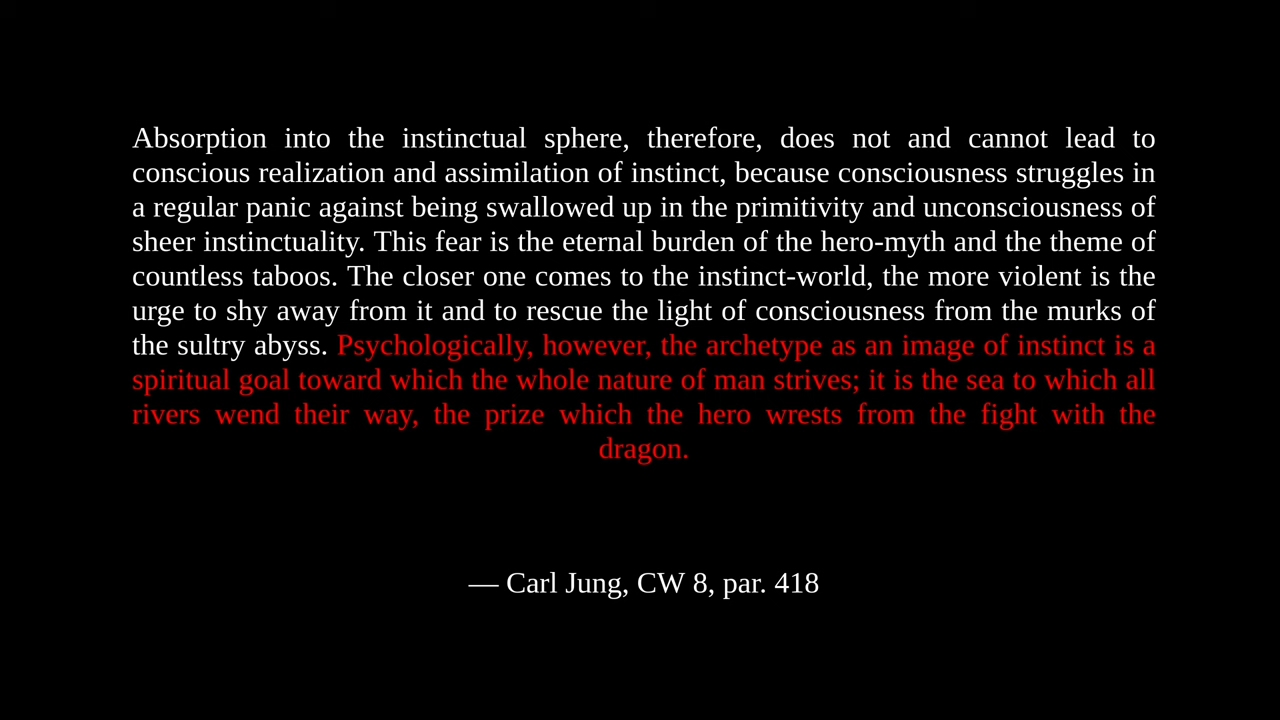 Absorption into the instinctual sphere, therefore, does not and cannot lead to
conscious realization and assimilation of instinct, because consciousness struggles in
a regular panic against being swallowed up in the primitivity and unconsciousness of
sheer instinctuality. This fear is the eternal burden of the hero-myth and the theme of
countless taboos. The closer one comes to the instinct-world, the more violent is the
urge to shy away from it and to rescue the light of consciousness from the murks of
the sultry abyss. Psychologically, however, the archetype as an image of instinct is a
spiritual goal toward which the whole nature of man strives; it is the sea to which all
rivers wend their way, the prize which the hero wrests from the fight with the
dragon.
— Carl Jung, CW 8, par. 418